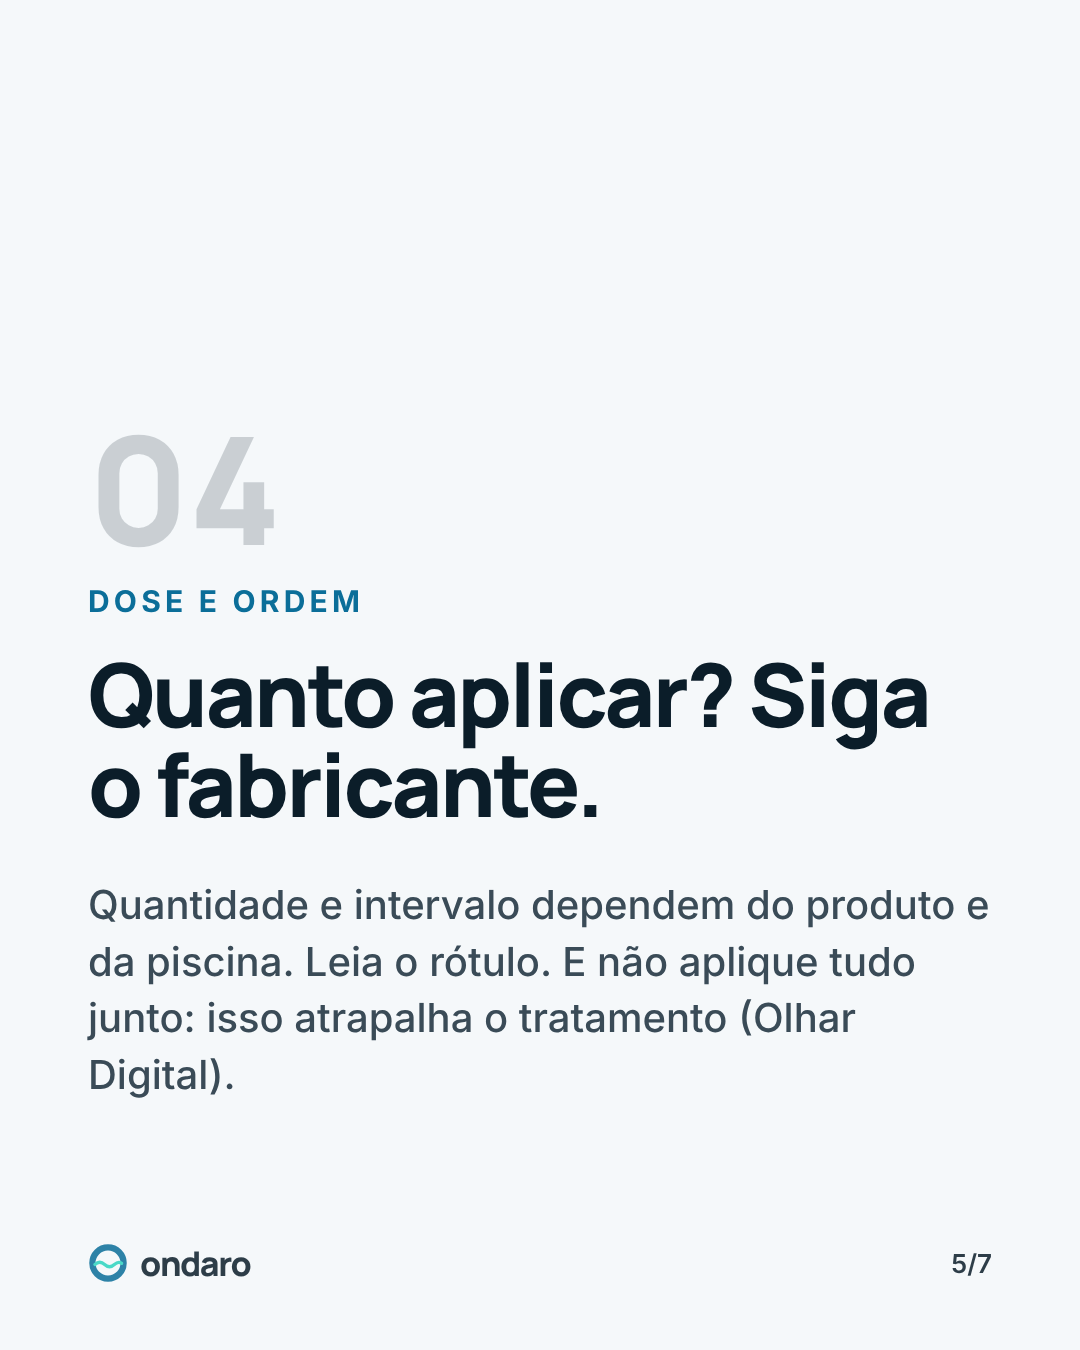 04
DOSE E ORDEM
Quanto aplicar? Siga
o fabricante.
Quantidade e intervalo dependem do produto e
da piscina. Leia o rótulo. E não aplique tudo
junto: isso atrapalha o tratamento (Olhar
Digital).
ondaro
5/7